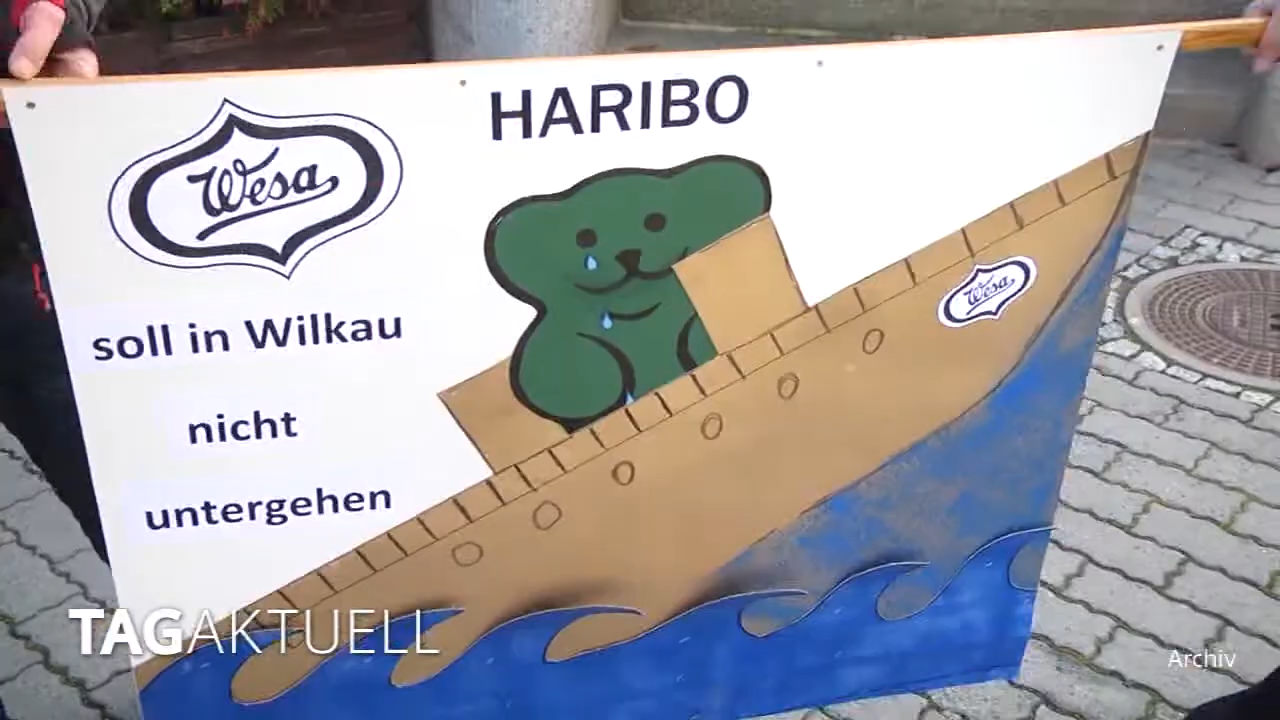 HARIBO
Wesa
soll in Wilkau
nicht
untergehen
Wesa
TAGAKTUELL
Archiv